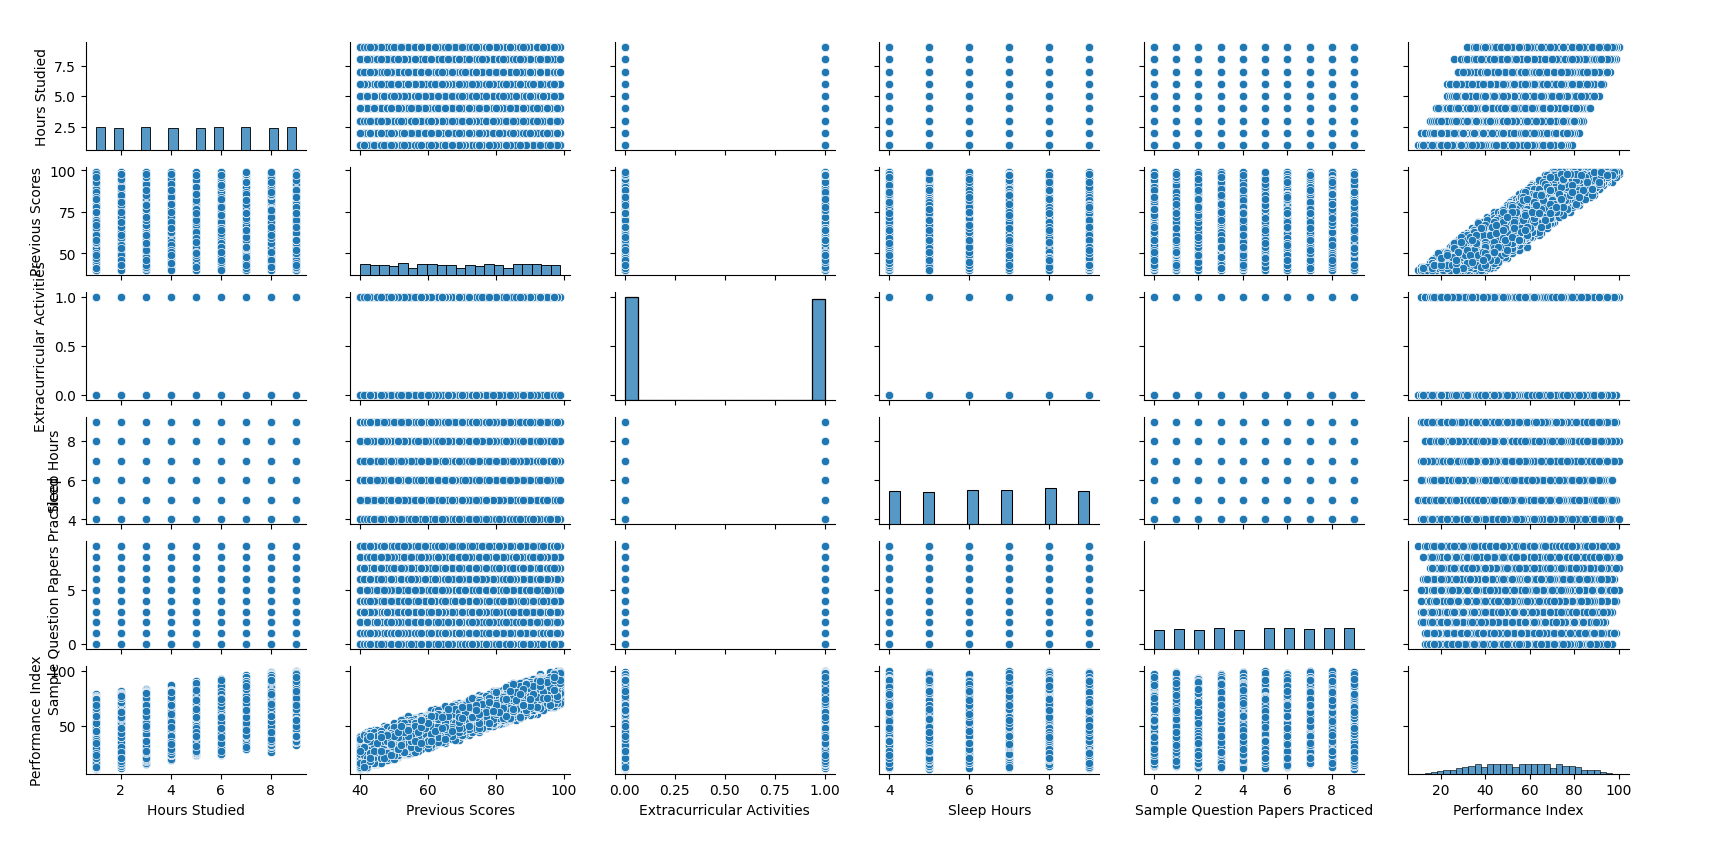 Hours Studied
7.5
5.0
2.5
Previous Scores
100
75
50
Extracurricular Activities
1.0
0.5
0.0
Sleep Hours
8
6
4
Sample Question Papers Practiced
5
0
Performance Index
100
50
2 4 6 8
40 60 80 100
0.00 0.25 0.50 0.75 1.00
4 6 8
0 2 4 6 8
20 40 60 80 100
Hours Studied
Previous Scores
Extracurricular Activities
Sleep Hours
Sample Question Papers Practiced
Performance Index